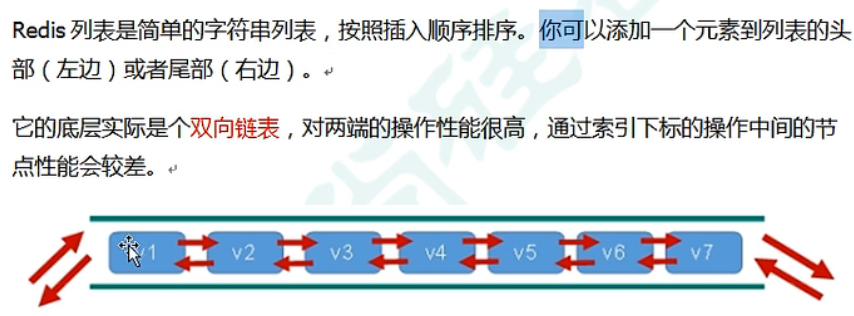 Redis 列表是简单的字符串列表，按照插入顺序排序。你可以添加一个元素到列表的头
部（左边）或者尾部（右边）。
它的底层实际是个双向链表，对两端的操作性能很高，通过索引下标的操作中间的节
点性能会较差。
v1 v2 v3 v4 v5 v6 v7